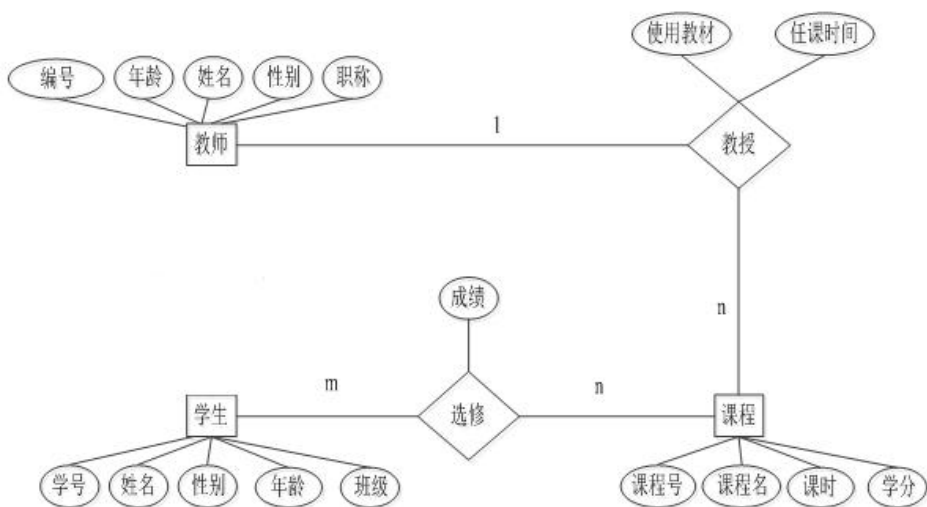 使用教材
任课时间
编号
年龄
姓名
性别
职称
教师
1
教授
成绩
n
m
n
学生
选修
课程
学号
姓名
性别
年龄
班级
课程号
课程名
课时
学分